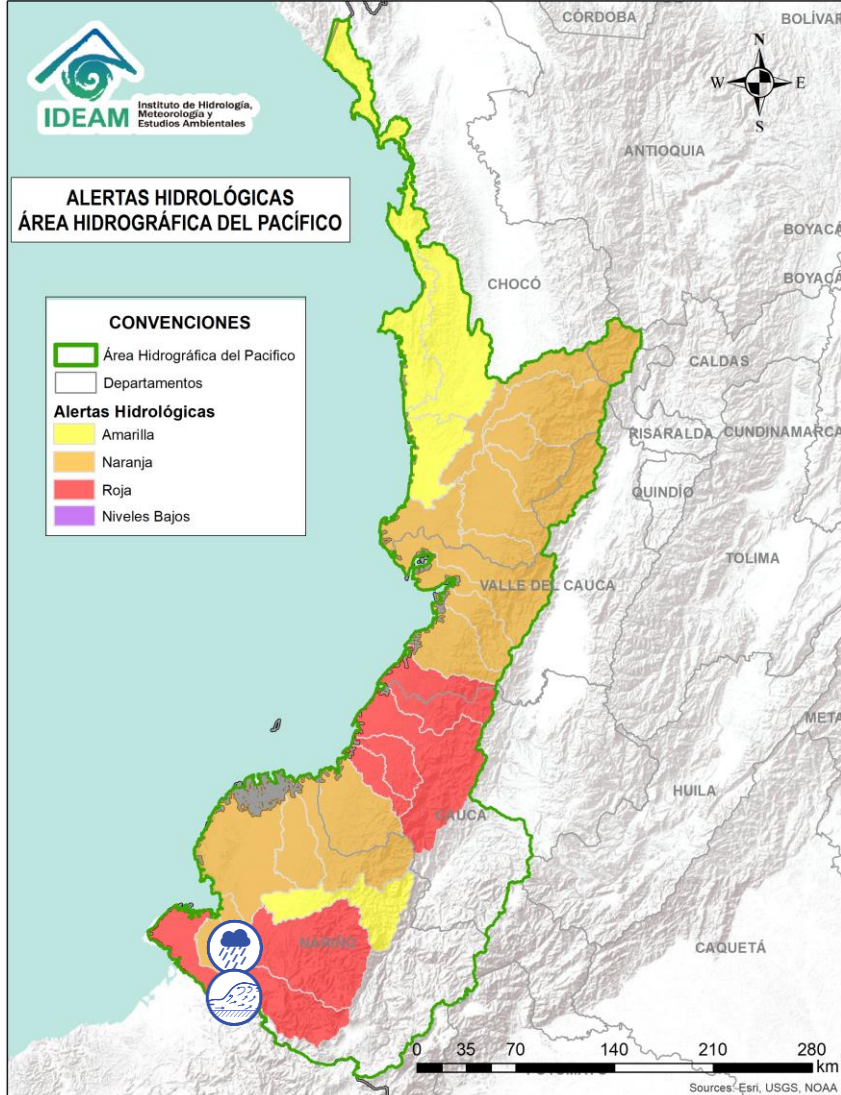 CÓRDOBA
BOLÍVAR
N
W
E
S
IDEAM
Instituto de Hidrología,
Meteorología y
Estudios Ambientales
ANTIOQUIA
ALERTAS HIDROLÓGICAS
ÁREA HIDROGRÁFICA DEL PACÍFICO
BOYACÁ
BOYACÁ
CHOCÓ
CONVENCIONES
Área Hidrográfica del Pacifico
Departamentos
Alertas Hidrológicas
Amarilla
Naranja
Roja
Niveles Bajos
CALDAS
RISARALDA
CUNDINAMARCA
QUINDÍO
TOLIMA
VALLE DEL CAUCA
META
HUILA
CAUCA
NARIÑO
CAQUETÁ
0 35 70 140 210 280
km
PUTUMAYO
Sources: Esri, USGS, NOAA